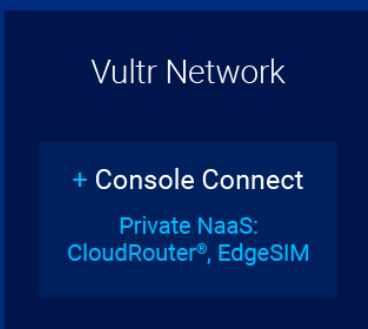 Vultr Network
+ Console Connect
Private NaaS:
CloudRouter®, EdgeSIM